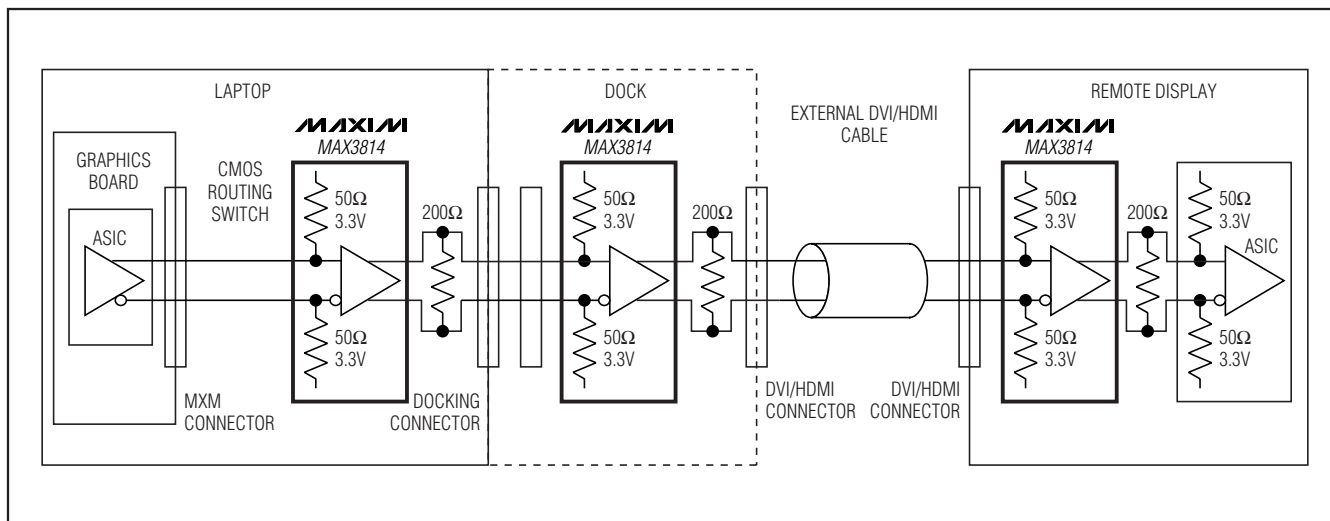 LAPTOP
GRAPHICS
BOARD
ASIC
MXM
CONNECTOR
CMOS
ROUTING
SWITCH
MAXIM
MAX3814
50Ω
3.3V
50Ω
3.3V
200Ω
DOCKING
CONNECTOR
DOCK
MAXIM
MAX3814
50Ω
3.3V
50Ω
3.3V
200Ω
DVI/HDMI
CONNECTOR
EXTERNAL DVI/HDMI
CABLE
DVI/HDMI
CONNECTOR
REMOTE DISPLAY
MAXIM
MAX3814
50Ω
3.3V
50Ω
3.3V
200Ω
50Ω
3.3V
ASIC
50Ω
3.3V